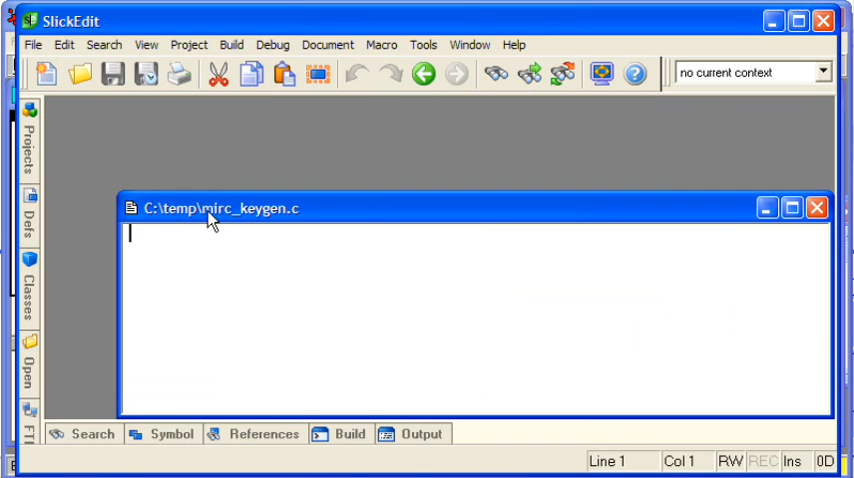 SlickEdit
File Edit Search View Project Build Debug Document Macro Tools Window Help
no current context
Projects
Defs
Classes
Open
FT
C:\temp\mirc_keygen.c
Search Symbol References Build Output
Line 1 Col 1 RW REC Ins 0D